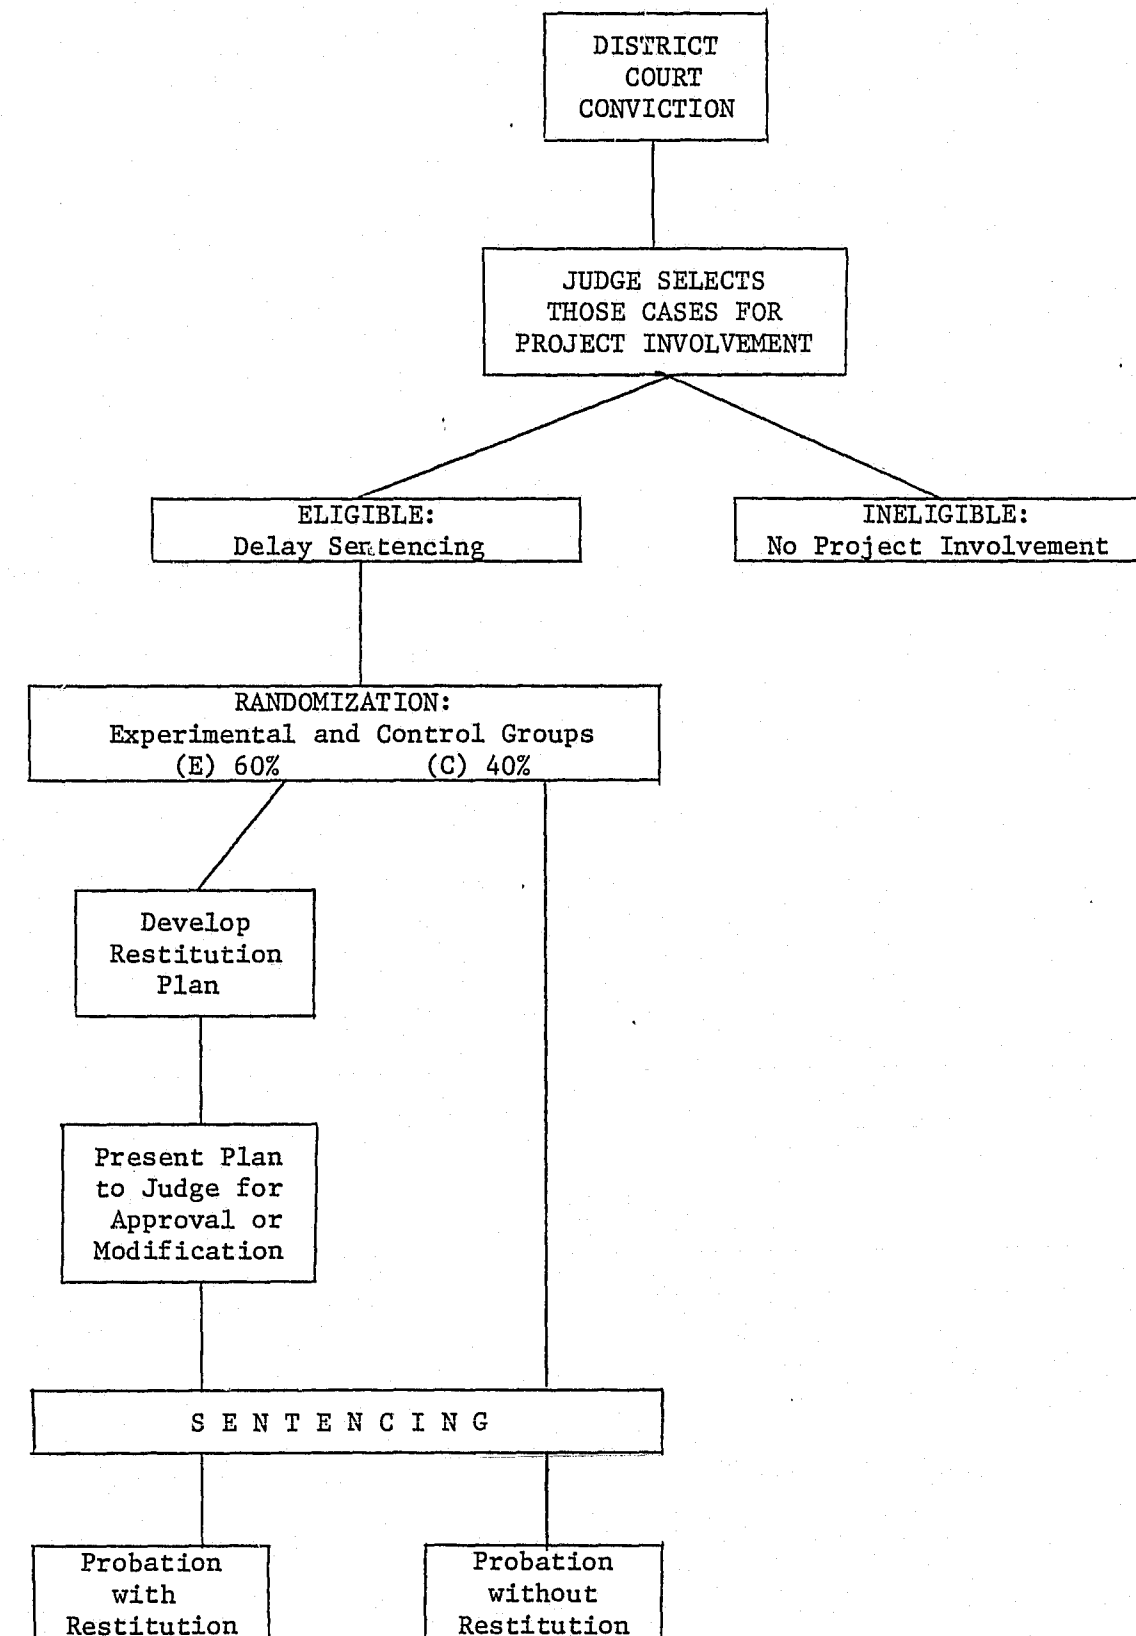 DISTRICT
COURT
CONVICTION
JUDGE SELECTS
THOSE CASES FOR
PROJECT INVOLVEMENT
ELIGIBLE:
Delay Sentencing
INELIGIBLE:
No Project Involvement
RANDOMIZATION:
Experimental and Control Groups
(E) 60% (C) 40%
Develop
Restitution
Plan
Present Plan
to Judge for
Approval or
Modification
S E N T E N C I N G
Probation
with
Restitution
Probation
without
Restitution